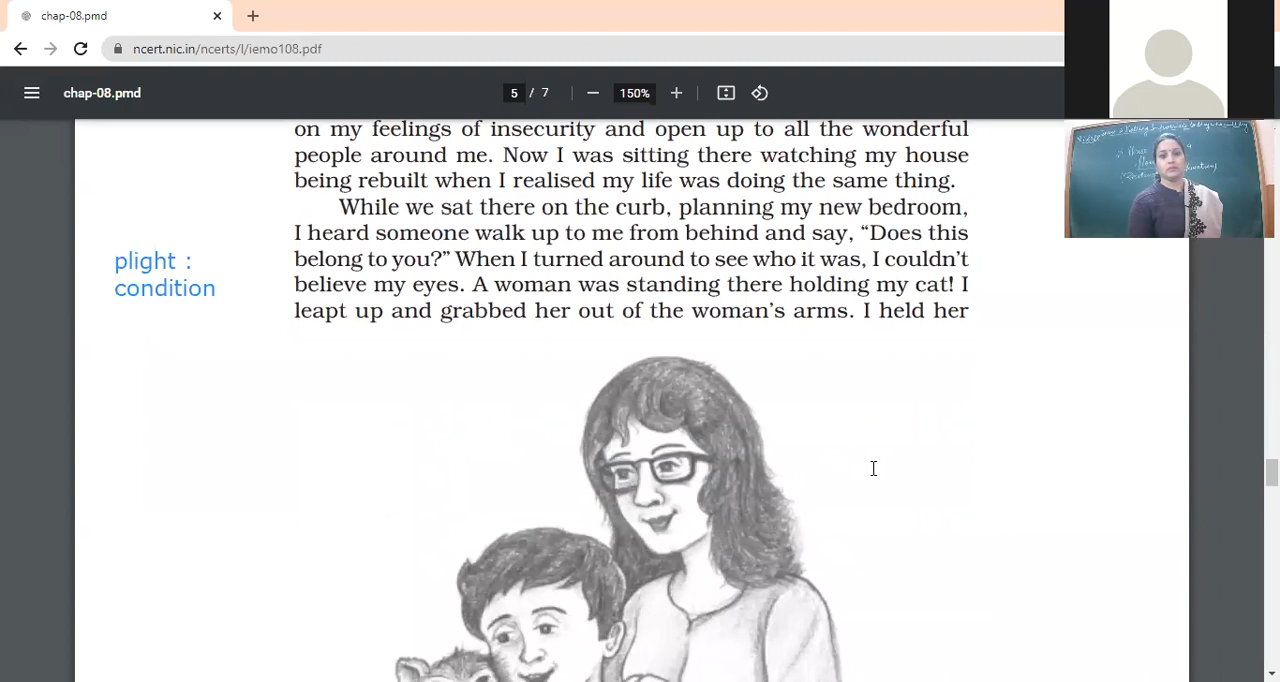 chap-08.pmd
ncert.nic.in/ncerts/l/iemo108.pdf
chap-08.pmd
5 / 7
150%
on my feelings of insecurity and open up to all the wonderful
people around me. Now I was sitting there watching my house
being rebuilt when I realised my life was doing the same thing.
While we sat there on the curb, planning my new bedroom,
I heard someone walk up to me from behind and say, “Does this
belong to you?” When I turned around to see who it was, I couldn’t
believe my eyes. A woman was standing there holding my cat! I
leapt up and grabbed her out of the woman’s arms. I held her
plight :
condition